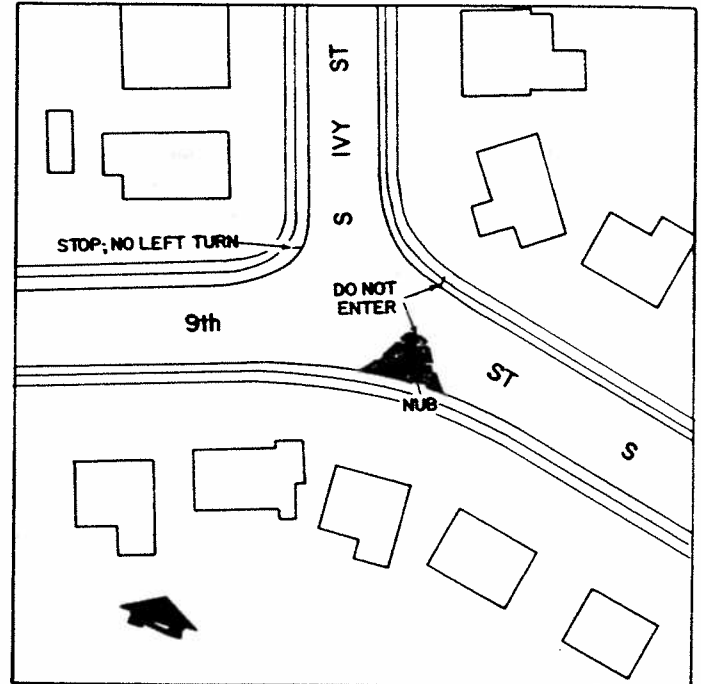 ST
IVY
S
STOP; NO LEFT TURN
DO NOT
ENTER
9th
ST
NUB
S